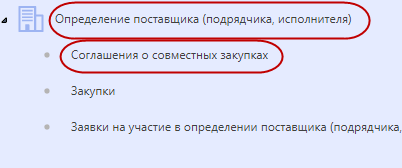 Определение поставщика (подрядчика, исполнителя)
Соглашения о совместных закупках
Закупки
Заявки на участие в определении поставщика (подрядчика,